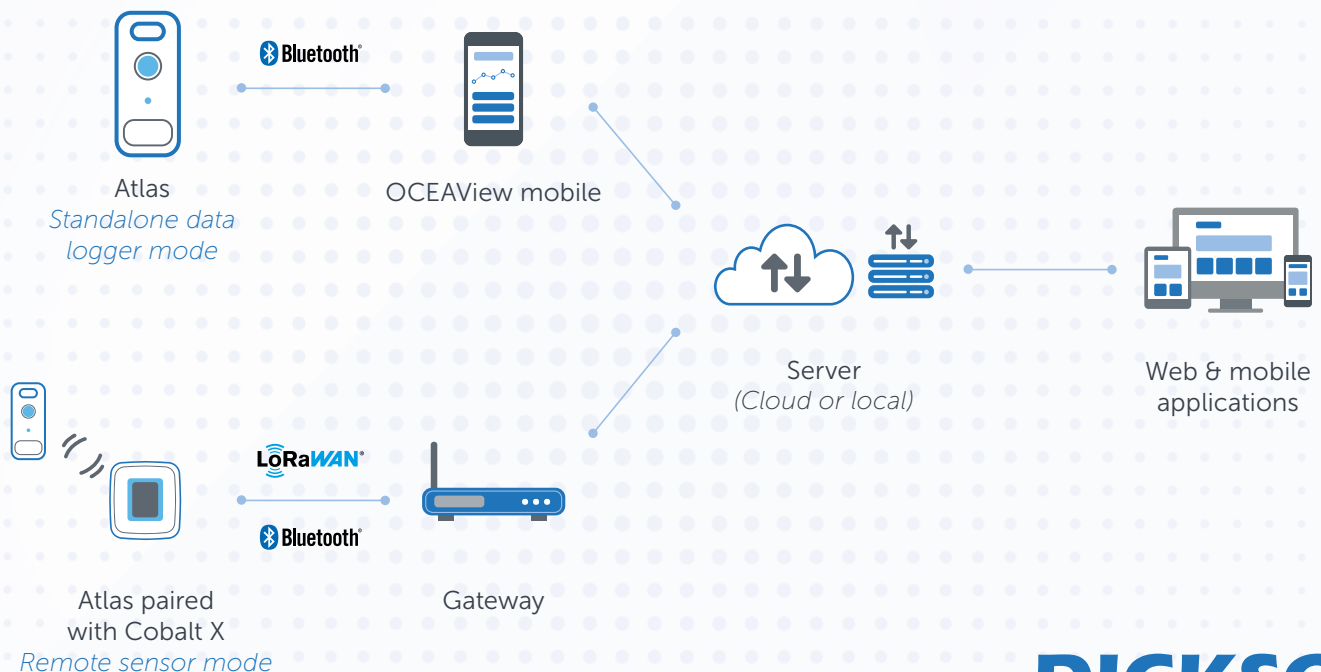 Bluetooth®
Atlas
Standalone data
logger mode
OCEAView mobile
Server
(Cloud or local)
Web & mobile
applications
LoRaWAN®
Bluetooth®
Atlas paired
with Cobalt X
Remote sensor mode
Gateway